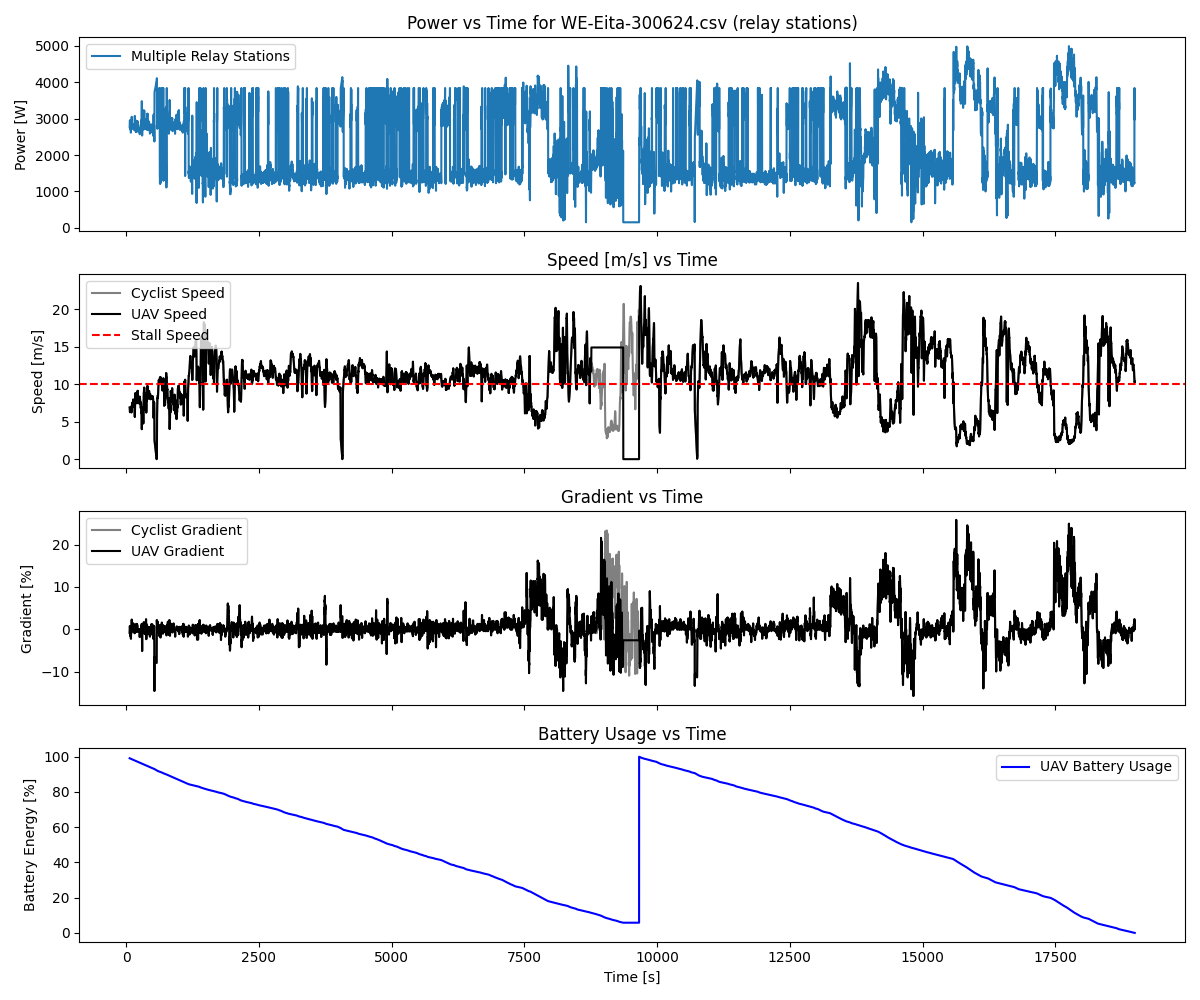 Power vs Time for WE-Eita-300624.csv (relay stations)
Multiple Relay Stations
Power [W]
5000
4000
3000
2000
1000
0
Speed [m/s] vs Time
Cyclist Speed
UAV Speed
Stall Speed
Speed [m/s]
20
15
10
5
0
Gradient vs Time
Cyclist Gradient
UAV Gradient
Gradient [%]
20
10
0
−10
Battery Usage vs Time
UAV Battery Usage
Battery Energy [%]
100
80
60
40
20
0
0 2500 5000 7500 10000 12500 15000 17500
Time [s]